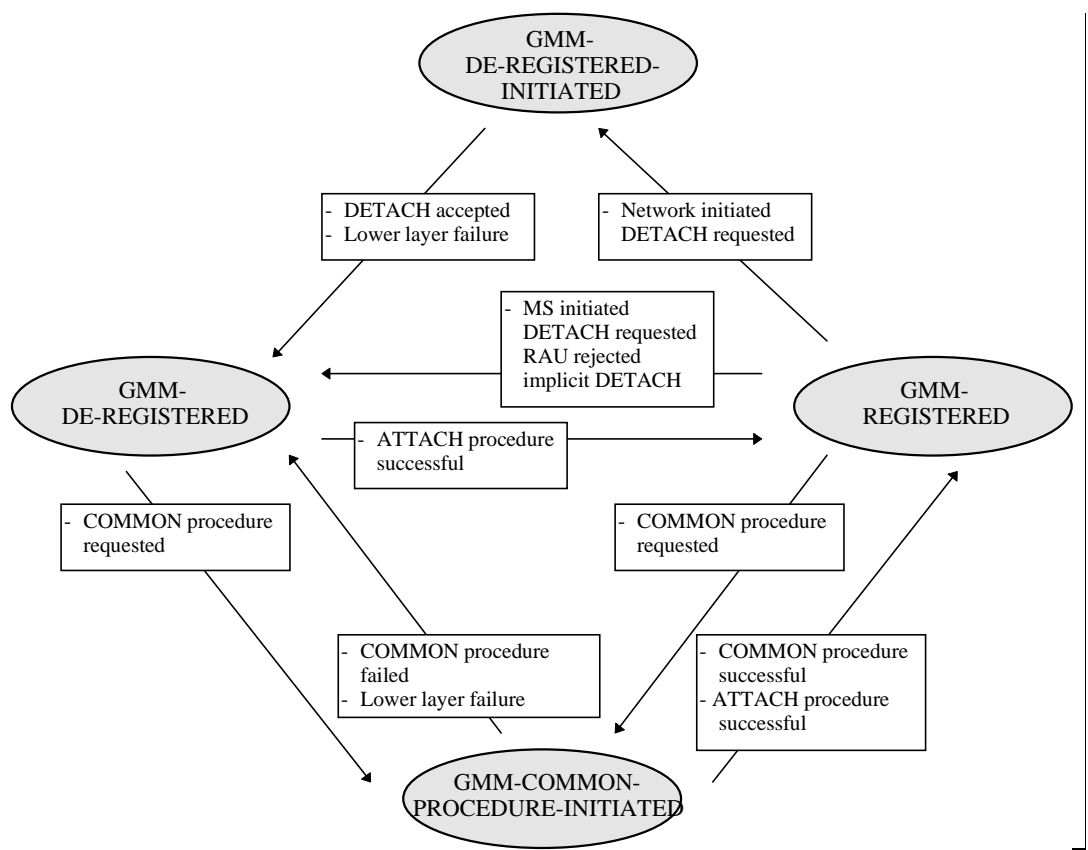 GMM-
DE-REGISTERED-
INITIATED
- DETACH accepted
- Lower layer failure
- Network initiated
DETACH requested
- MS initiated
DETACH requested
RAU rejected
implicit DETACH
GMM-
DE-REGISTERED
GMM-
REGISTERED
- ATTACH procedure
successful
- COMMON procedure
requested
- COMMON procedure
requested
- COMMON procedure
failed
- Lower layer failure
- COMMON procedure
successful
- ATTACH procedure
successful
GMM-COMMON-
PROCEDURE-INITIATED